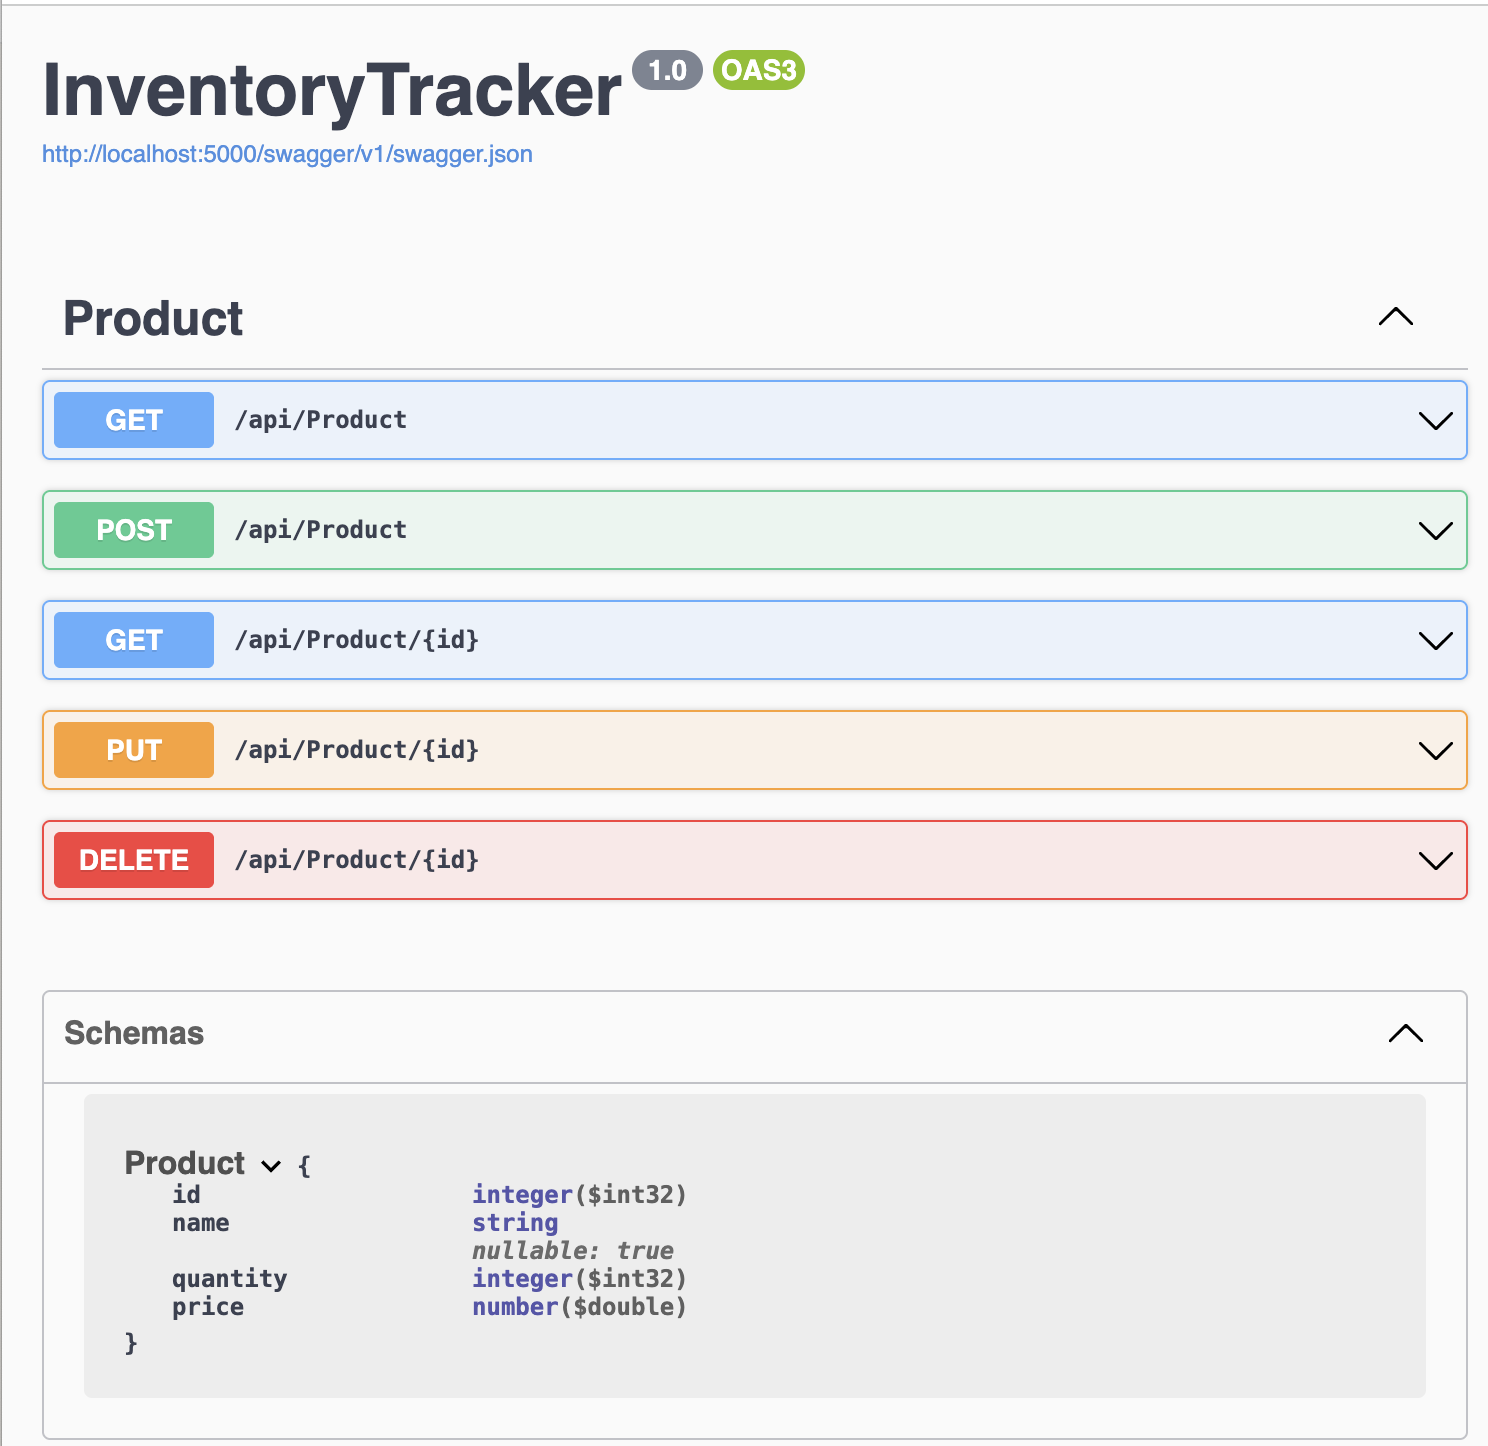 InventoryTracker 1.0 OAS3
http://localhost:5000/swagger/v1/swagger.json
Product
GET /api/Product
POST /api/Product
GET /api/Product/{id}
PUT /api/Product/{id}
DELETE /api/Product/{id}
Schemas
Product {
id integer($int32)
name string
nullable: true
quantity integer($int32)
price number($double)
}